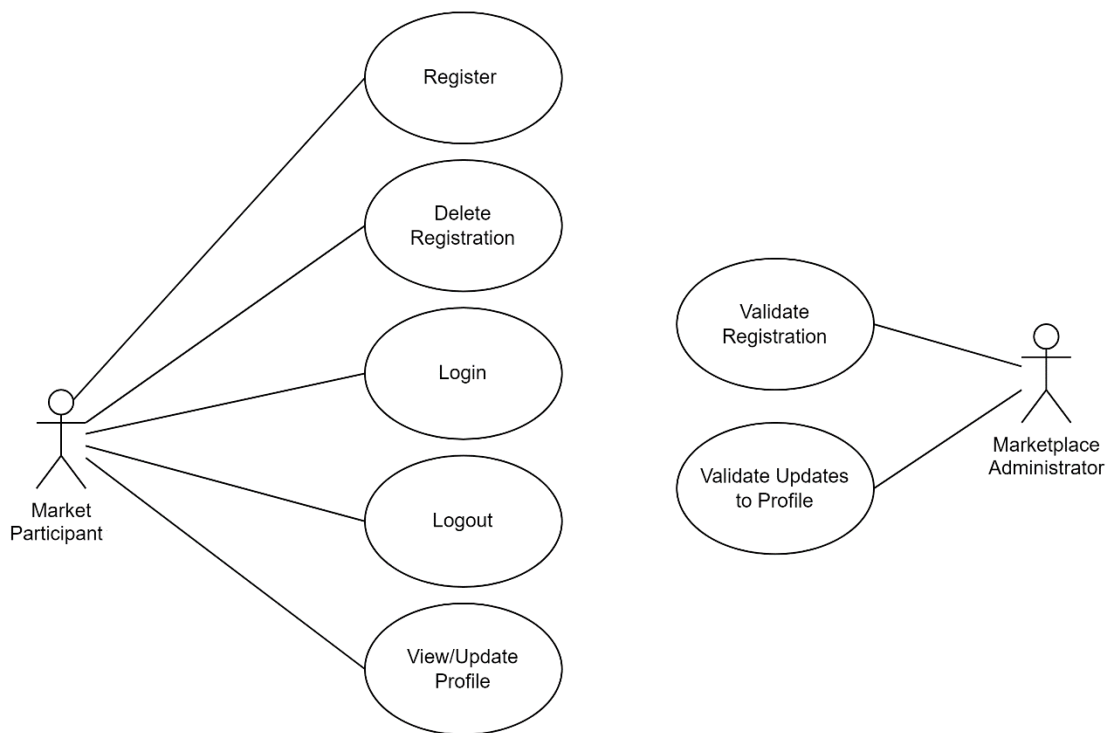 Register
Delete
Registration
Login
Logout
View/Update
Profile
Market
Participant
Validate
Registration
Validate Updates
to Profile
Marketplace
Administrator